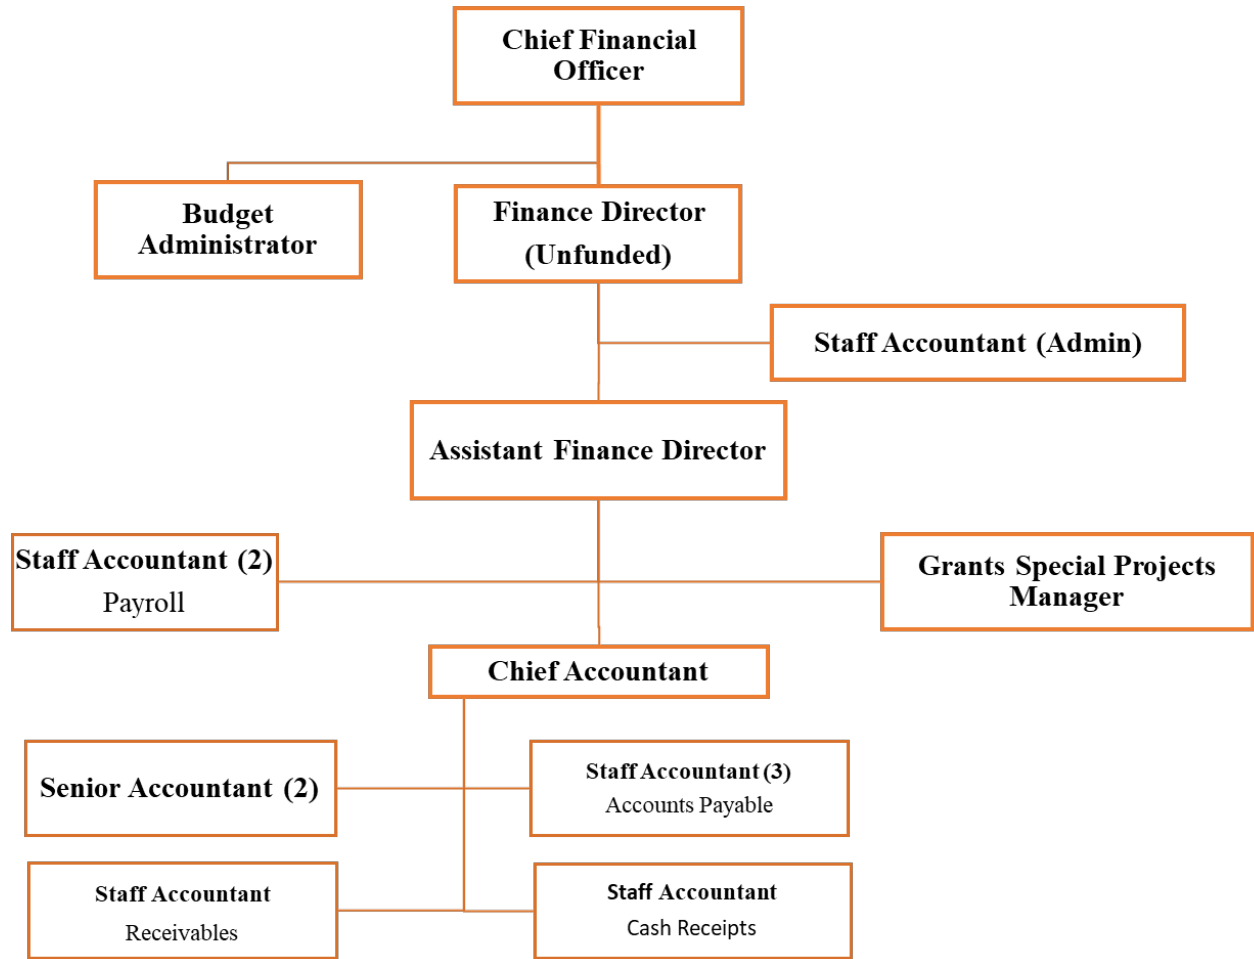 Chief Financial
Officer
Budget
Administrator
Finance Director
(Unfunded)
Staff Accountant (Admin)
Assistant Finance Director
Staff Accountant (2)
Payroll
Grants Special Projects
Manager
Chief Accountant
Senior Accountant (2)
Staff Accountant (3)
Accounts Payable
Staff Accountant
Receivables
Staff Accountant
Cash Receipts